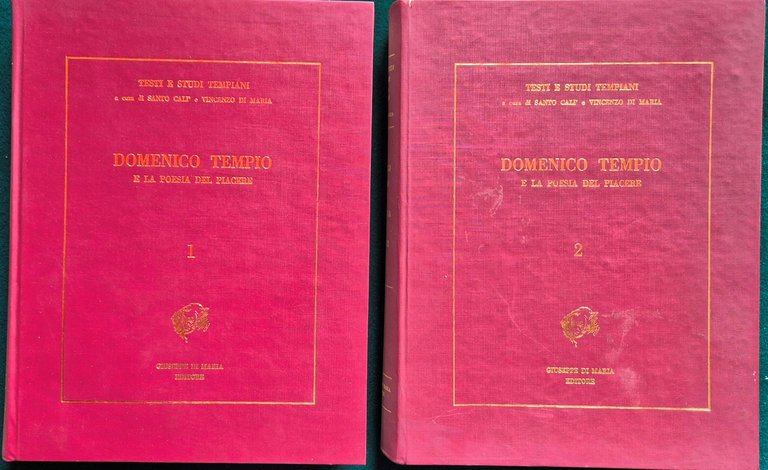 TESTI E STUDI TEMPIANI
a cura di SANTO CALI' e VINCENZO DI MARIA
DOMENICO TEMPIO
E LA POESIA DEL PIACERE
1
GIUSEPPE DI MARIA
EDITORE
TESTI E STUDI TEMPIANI
a cura di SANTO CALI' e VINCENZO DI MARIA
DOMENICO TEMPIO
E LA POESIA DEL PIACERE
2
GIUSEPPE DI MARIA
EDITORE